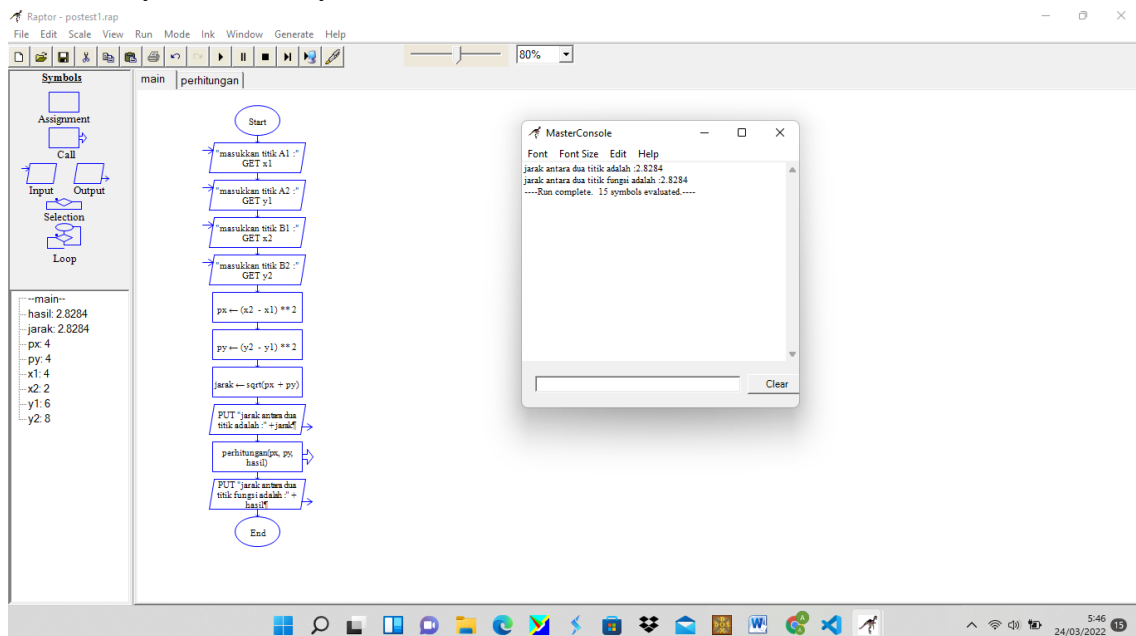 Raptor - postest1.rap
File Edit Scale View Run Mode Ink Window Generate Help
80%
Symbols
Assignment
Call
Input Output
Selection
Loop
--main--
hasil: 2.8284
jarak: 2.8284
px: 4
py: 4
x1: 4
x2: 2
y1: 6
y2: 8
main perhitungan
Start
"masukkan titik A1 :"
GET x1
"masukkan titik A2 :"
GET y1
"masukkan titik B1 :"
GET x2
"masukkan titik B2 :"
GET y2
px ← (x2 - x1) ** 2
py ← (y2 - y1) ** 2
jarak ← sqrt(px + py)
PUT "jarak antara dua
titik adalah :" +jarak¶
perhitungan(px, py,
hasil)
PUT "jarak antara dua
titik fungsi adalah :" +
hasil¶
End
MasterConsole
Font Font Size Edit Help
jarak antara dua titik adalah :2.8284
jarak antara dua titik fungsi adalah :2.8284
----Run complete. 15 symbols evaluated.----
Clear
5:46
24/03/2022
15